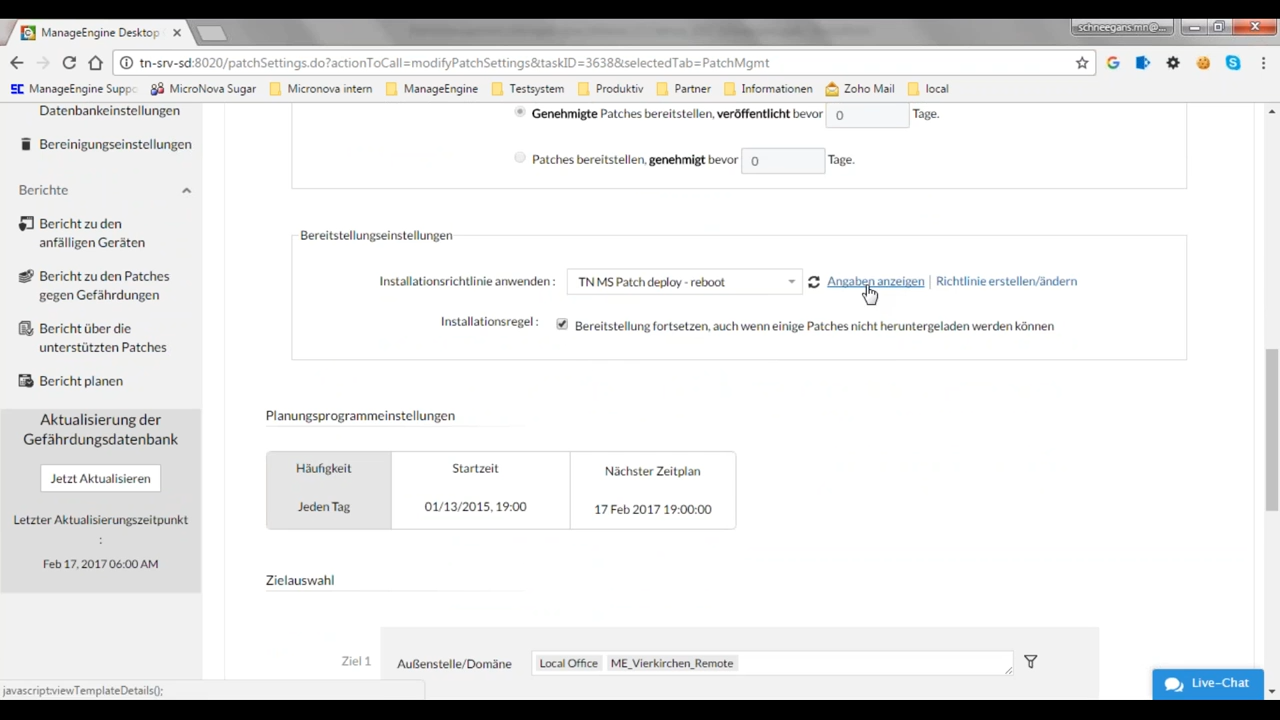 ManageEngine Desktop
schneegans.mn@...
tn-srv-sd:8020/patchSettings.do?actionToCall=modifyPatchSettings&taskID=3638&selectedTab=PatchMgmt
ManageEngine Suppo
MicroNova Sugar
Micronova intern
ManageEngine
Testsystem
Produktiv
Partner
Informationen
Zoho Mail
local
Datenbankeinstellungen
Bereinigungseinstellungen
Berichte
Bericht zu den
anfälligen Geräten
Bericht zu den Patches
gegen Gefährdungen
Bericht über die
unterstützten Patches
Bericht planen
Aktualisierung der
Gefährdungsdatenbank
Jetzt Aktualisieren
Letzter Aktualisierungszeitpunkt
:
Feb 17, 2017 06:00 AM
Genehmigte Patches bereitstellen, veröffentlicht bevor 0 Tage.
Patches bereitstellen, genehmigt bevor 0 Tage.
Bereitstellungseinstellungen
Installationsrichtlinie anwenden : TN MS Patch deploy - reboot Angaben anzeigen | Richtlinie erstellen/ändern
Installationsregel : Bereitstellung fortsetzen, auch wenn einige Patches nicht heruntergeladen werden können
Planungsprogrammeinstellungen
Häufigkeit Startzeit Nächster Zeitplan
Jeden Tag 01/13/2015, 19:00 17 Feb 2017 19:00:00
Zielauswahl
Ziel 1 Außenstelle/Domäne Local Office ME_Vierkirchen_Remote
javascript:viewTemplateDetails();
Live-Chat